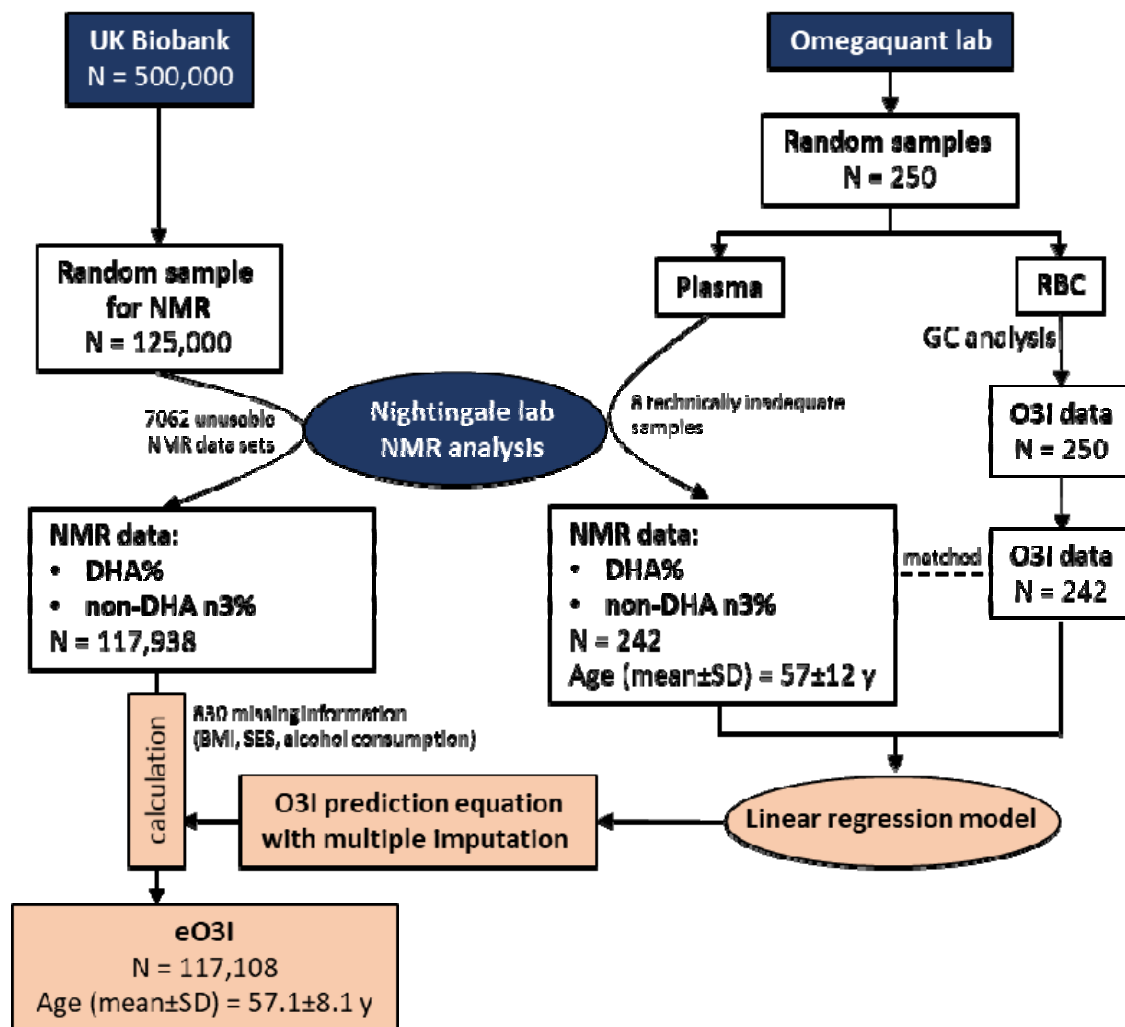 UK Biobank
N = 500,000
Random sample
for NMR
N = 125,000
7062 unusable
NMR data sets
Omegaquant lab
Random samples
N = 250
Plasma
RBC
GC analysis
Nightingale lab
NMR analysis
8 technically inadequate
samples
O3I data
N = 250
NMR data:
• DHA%
• non-DHA n3%
N = 117,938
NMR data:
• DHA%
• non-DHA n3%
N = 242
Age (mean±SD) = 57±12 y
matched
O3I data
N = 242
calculation
830 missing information
(BMI, SES, alcohol consumption)
O3I prediction equation
with multiple imputation
Linear regression model
eO3I
N = 117,108
Age (mean±SD) = 57.1±8.1 y